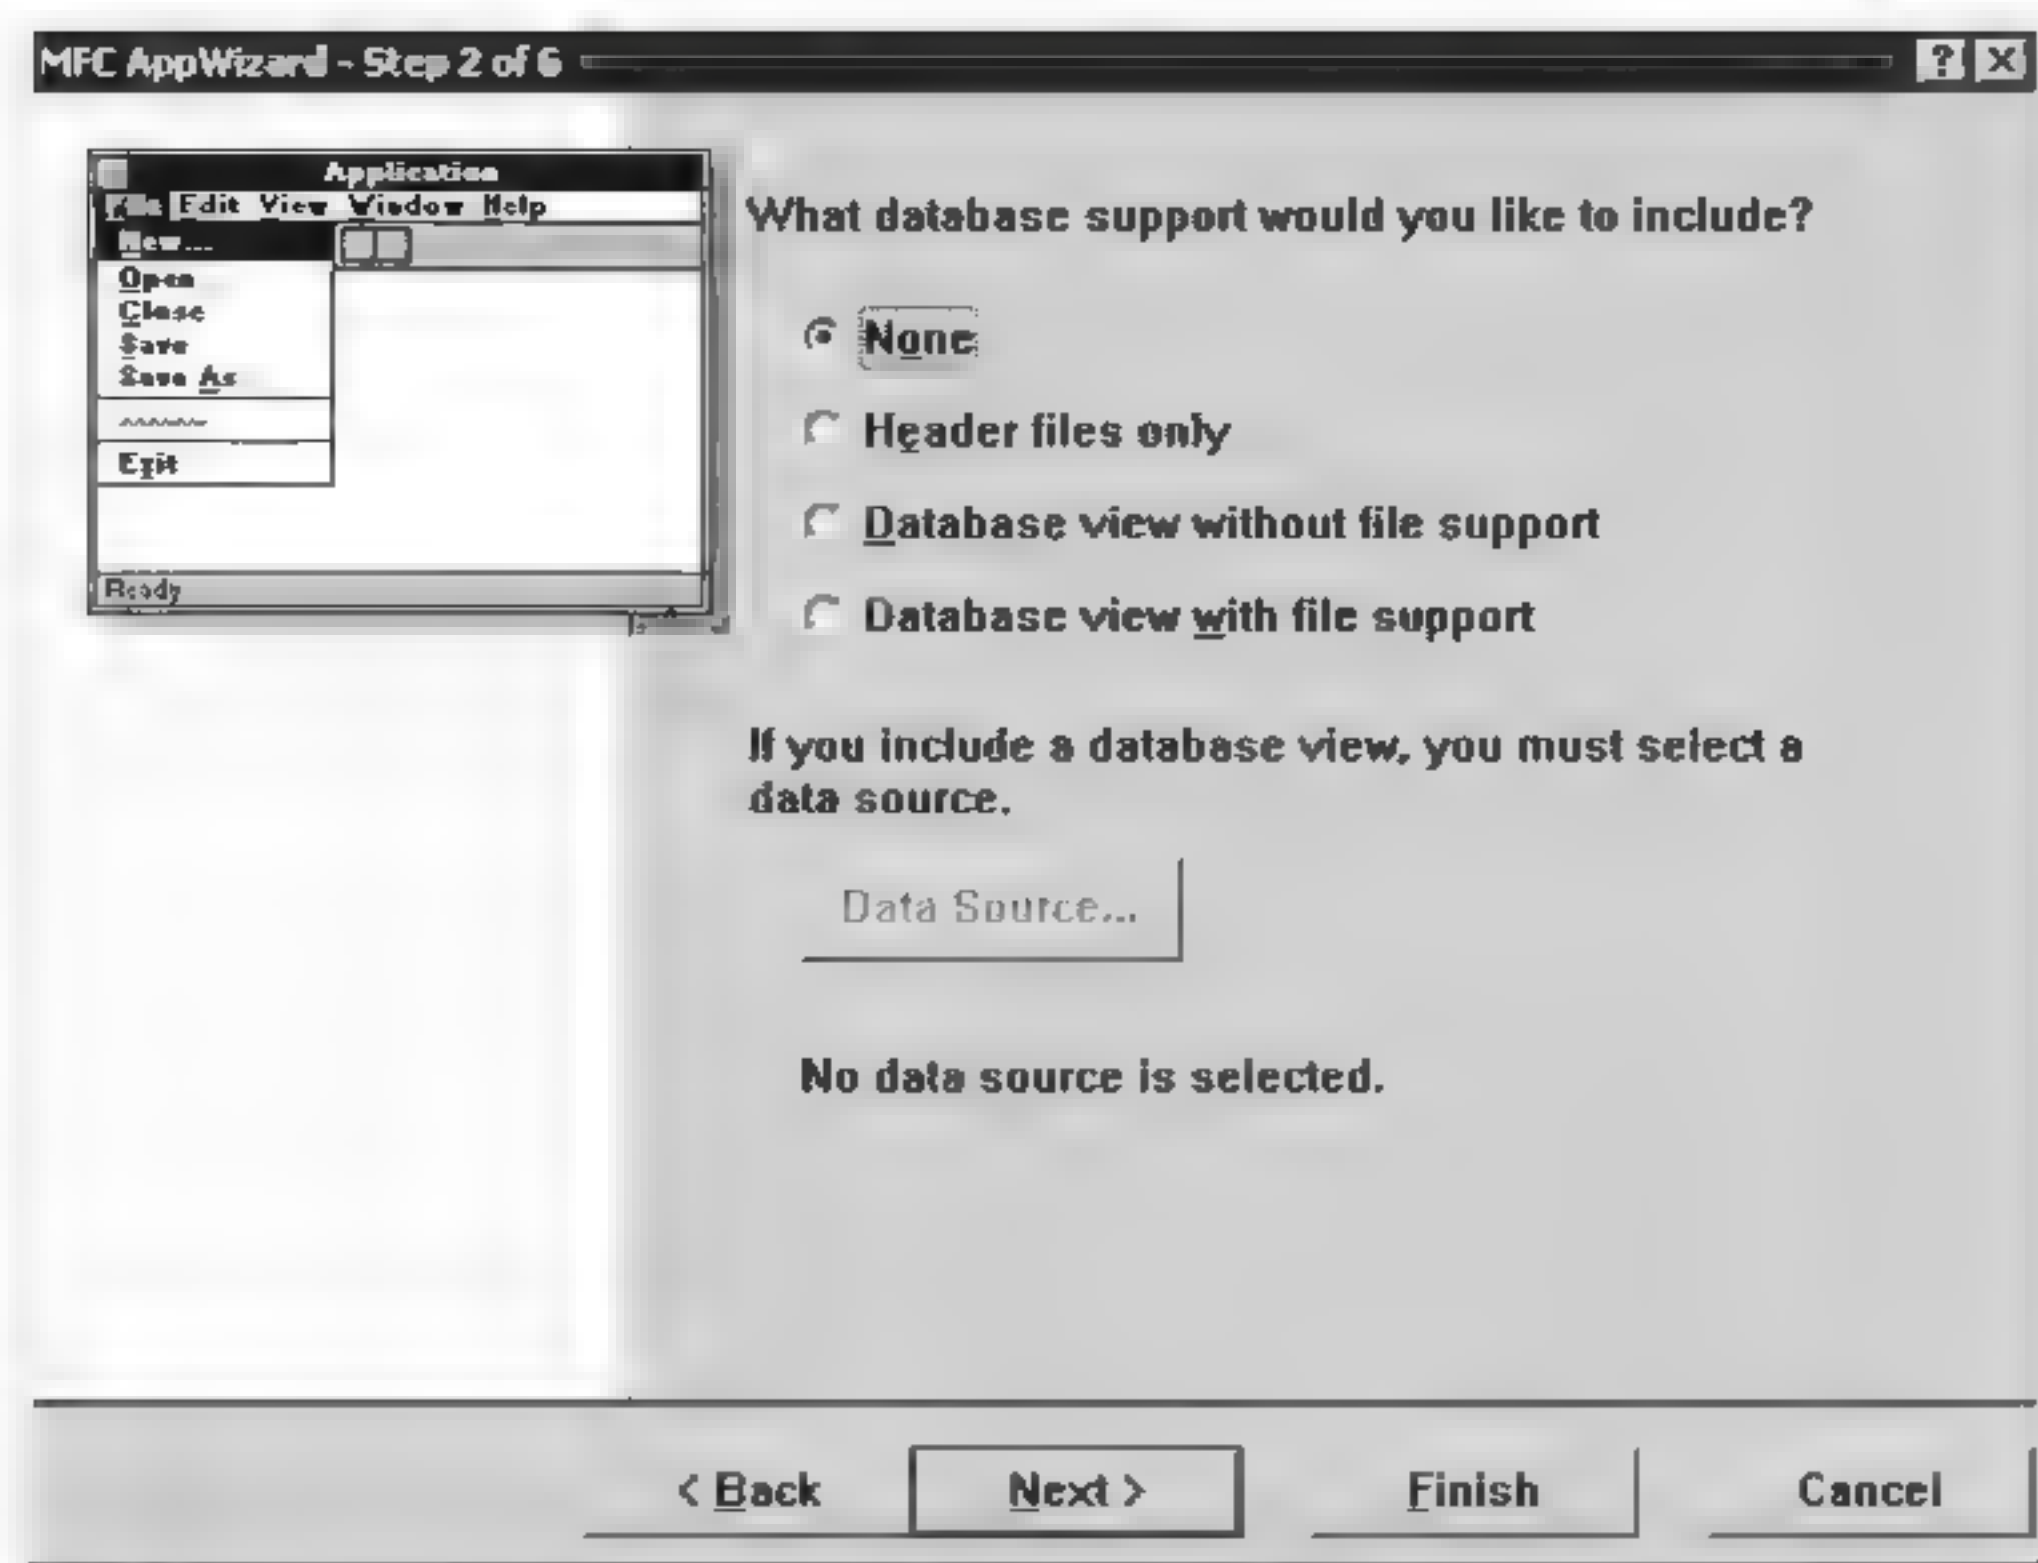 MFC AppWizard - Step 2 of 6
Application
Edit View Window Help
New...
Open
Close
Save
Save As
Exit
Ready
What database support would you like to include?
None
Header files only
Database view without file support
Database view with file support
If you include a database view, you must select a
data source.
Data Source...
No data source is selected.
< Back
Next >
Finish
Cancel